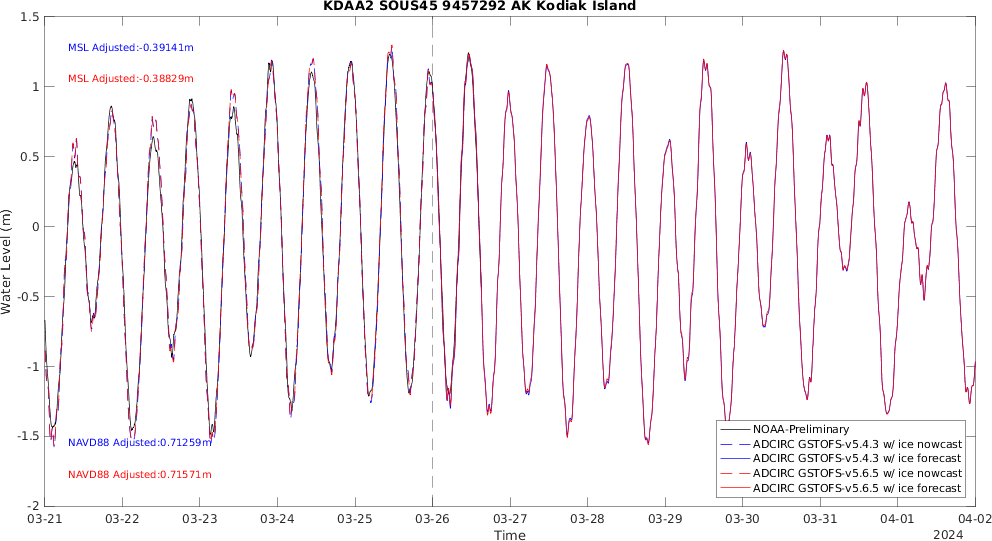 KDAA2 SOUS45 9457292 AK Kodiak Island
1.5
1
0.5
0
-0.5
-1
-1.5
-2
Water Level (m)
MSL Adjusted:-0.39141m
MSL Adjusted:-0.38829m
NAVD88 Adjusted:0.71259m
NAVD88 Adjusted:0.71571m
NOAA-Preliminary
ADCIRC GSTOFS-v5.4.3 w/ ice nowcast
ADCIRC GSTOFS-v5.4.3 w/ ice forecast
ADCIRC GSTOFS-v5.6.5 w/ ice nowcast
ADCIRC GSTOFS-v5.6.5 w/ ice forecast
03-21 03-22 03-23 03-24 03-25 03-26 03-27 03-28 03-29 03-30 03-31 04-01 04-02
Time
2024